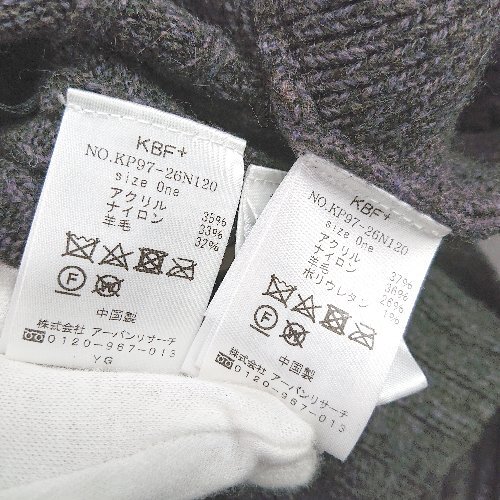 KBF+
NO.KP97-26N120
size One
アクリル 35%
ナイロン 33%
羊毛 32%
F
W
中国製
株式会社 アーバンリサーチ
0120-967-013
YG
KBF+
NO.KP97-26N120
size One
アクリル 37%
ナイロン 36%
羊毛 26%
ポリウレタン 1%
F
W
中国製
株式会社 アーバンリサーチ
0120-967-013